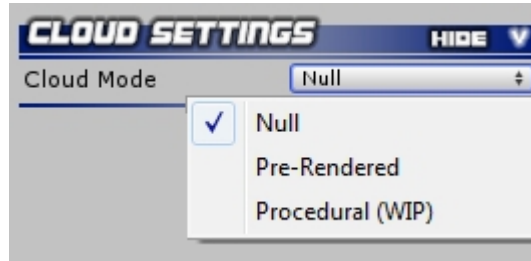 CLOUD SETTINGS HIDE V
Cloud Mode Null
Null
Pre-Rendered
Procedural (WIP)